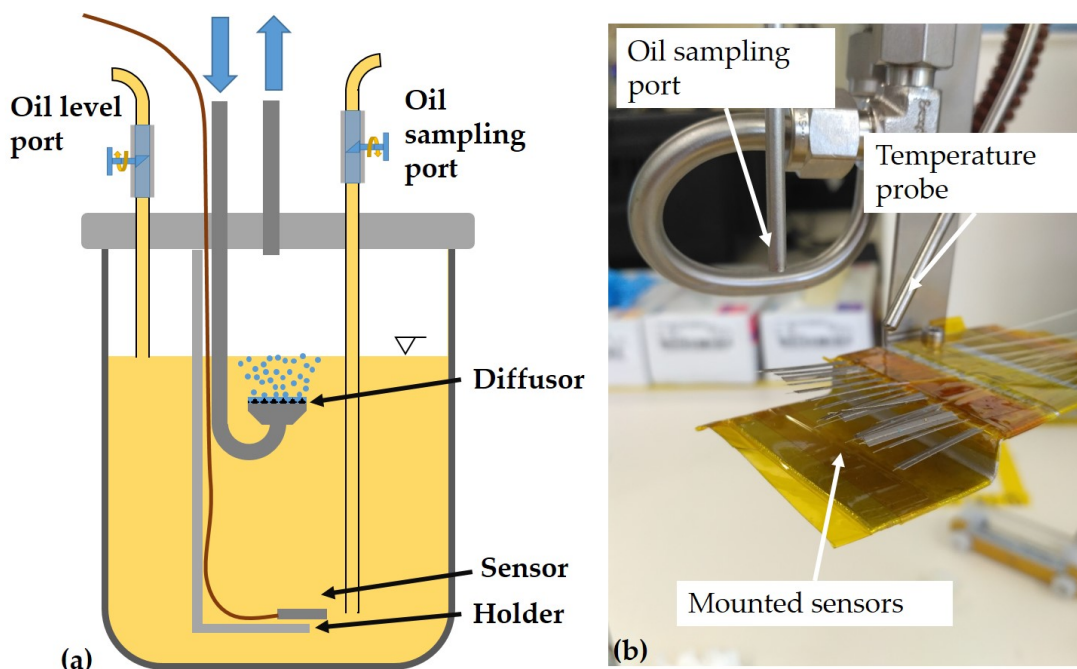 Oil level
port
Oil
sampling
port
Diffusor
Sensor
Holder
(a)
Oil sampling
port
Temperature
probe
Mounted sensors
(b)